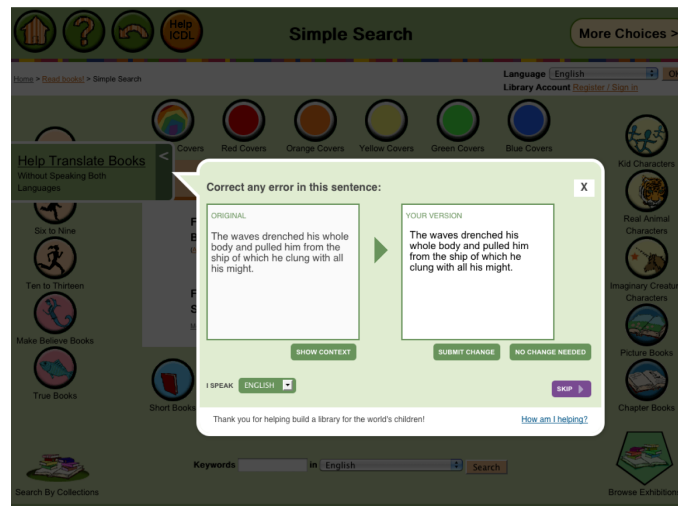 Help
ICDL
Simple Search
More Choices >
Home > Read books! > Simple Search
Language English
Library Account Register / Sign in
Covers
Red Covers
Orange Covers
Yellow Covers
Green Covers
Blue Covers
Help Translate Books
<
Without Speaking Both
Languages
Kid Characters
Correct any error in this sentence:
X
ORIGINAL
The waves drenched his whole
body and pulled him from the
ship of which he clung with all
his might.
YOUR VERSION
The waves drenched his
whole body and pulled him
from the ship of which he
clung with all his might.
SHOW CONTEXT
SUBMIT CHANGE
NO CHANGE NEEDED
I SPEAK ENGLISH
SKIP
Thank you for helping build a library for the world's children!
How am I helping?
Six to Nine
Ten to Thirteen
Make Believe Books
True Books
Short Books
Real Animal
Characters
Imaginary Creature
Characters
Picture Books
Chapter Books
Keywords
in English
Search
Search By Collections
Browse Exhibitions